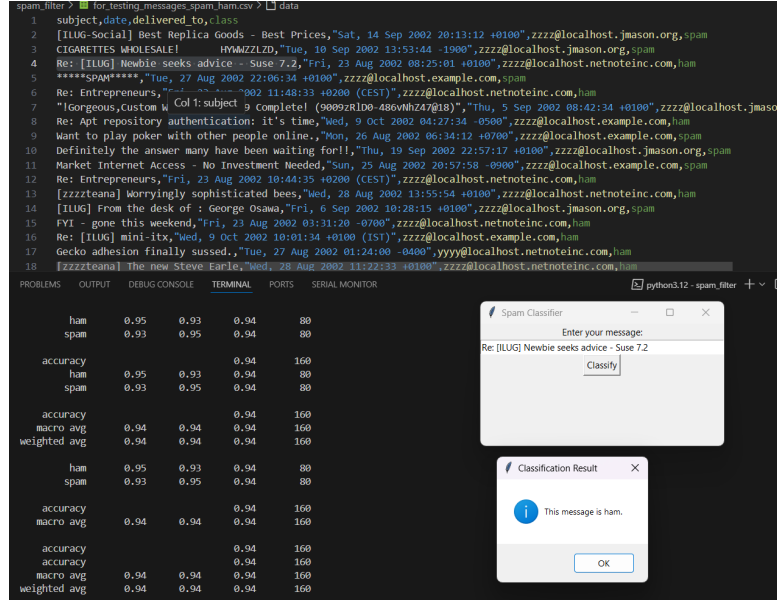 spam_filter > for_testing_messages_spam_ham.csv > data
1 subject,date,delivered_to,class
2 [ILUG-Social] Best Replica Goods - Best Prices,"Sat, 14 Sep 2002 20:13:12 +0100",zzzz@localhost.jmason.org,spam
3 CIGARETTES WHOLESALE! HYWWZZLZD,"Tue, 10 Sep 2002 13:53:44 -1900",zzzz@localhost.jmason.org,spam
4 Re: [ILUG] Newbie seeks advice - Suse 7.2,"Fri, 23 Aug 2002 08:25:01 +0100",zzzz@localhost.netnoteinc.com,ham
5 *****SPAM*****,"Tue, 27 Aug 2002 22:06:34 +0100",zzzz@localhost.example.com,spam
6 Re: Entrepreneurs, 2002 11:48:33 +0200 (CEST)",zzzz@localhost.netnoteinc.com,ham
7 "!Gorgeous,Custom W 9 Complete! (9009zRlD0-486vNhZ47@18)","Thu, 5 Sep 2002 08:42:34 +0100",zzzz@localhost.jmaso
Col 1: subject
8 Re: Apt repository authentication: it's time,"Wed, 9 Oct 2002 04:27:34 -0500",zzzz@localhost.example.com,ham
9 Want to play poker with other people online.,"Mon, 26 Aug 2002 06:34:12 +0700",zzzz@localhost.example.com,spam
10 Definitely the answer many have been waiting for!!,"Thu, 19 Sep 2002 22:57:17 +0100",zzzz@localhost.jmason.org,spam
11 Market Internet Access - No Investment Needed,"Sun, 25 Aug 2002 20:57:58 -0900",zzzz@localhost.example.com,spam
12 Re: Entrepreneurs,"Fri, 23 Aug 2002 10:44:35 +0200 (CEST)",zzzz@localhost.netnoteinc.com,ham
13 [zzzzteana] Worryingly sophisticated bees,"Wed, 28 Aug 2002 13:55:54 +0100",zzzz@localhost.netnoteinc.com,ham
14 [ILUG] From the desk of : George Osawa,"Fri, 6 Sep 2002 10:28:15 +0100",zzzz@localhost.jmason.org,spam
15 FYI - gone this weekend,"Fri, 23 Aug 2002 03:31:20 -0700",zzzz@localhost.netnoteinc.com,ham
16 Re: [ILUG] mini-itx,"Wed, 9 Oct 2002 10:01:34 +0100 (IST)",zzzz@localhost.example.com,ham
17 Gecko adhesion finally sussed.,"Tue, 27 Aug 2002 01:24:00 -0400",yyyy@localhost.netnoteinc.com,ham
18 [zzzzteana] The new Steve Earle,"Wed, 28 Aug 2002 11:22:33 +0100",zzzz@localhost.netnoteinc.com,ham
PROBLEMS OUTPUT DEBUG CONSOLE TERMINAL PORTS SERIAL MONITOR python3.12 - spam_filter
ham 0.95 0.93 0.94 80
spam 0.93 0.95 0.94 80
accuracy 0.94 160
ham 0.95 0.93 0.94 80
spam 0.93 0.95 0.94 80
accuracy 0.94 160
macro avg 0.94 0.94 0.94 160
weighted avg 0.94 0.94 0.94 160
ham 0.95 0.93 0.94 80
spam 0.93 0.95 0.94 80
accuracy 0.94 160
macro avg 0.94 0.94 0.94 160
accuracy 0.94 160
accuracy 0.94 160
macro avg 0.94 0.94 0.94 160
weighted avg 0.94 0.94 0.94 160
Spam Classifier
Enter your message:
Re: [ILUG] Newbie seeks advice - Suse 7.2
Classify
Classification Result
This message is ham.
OK